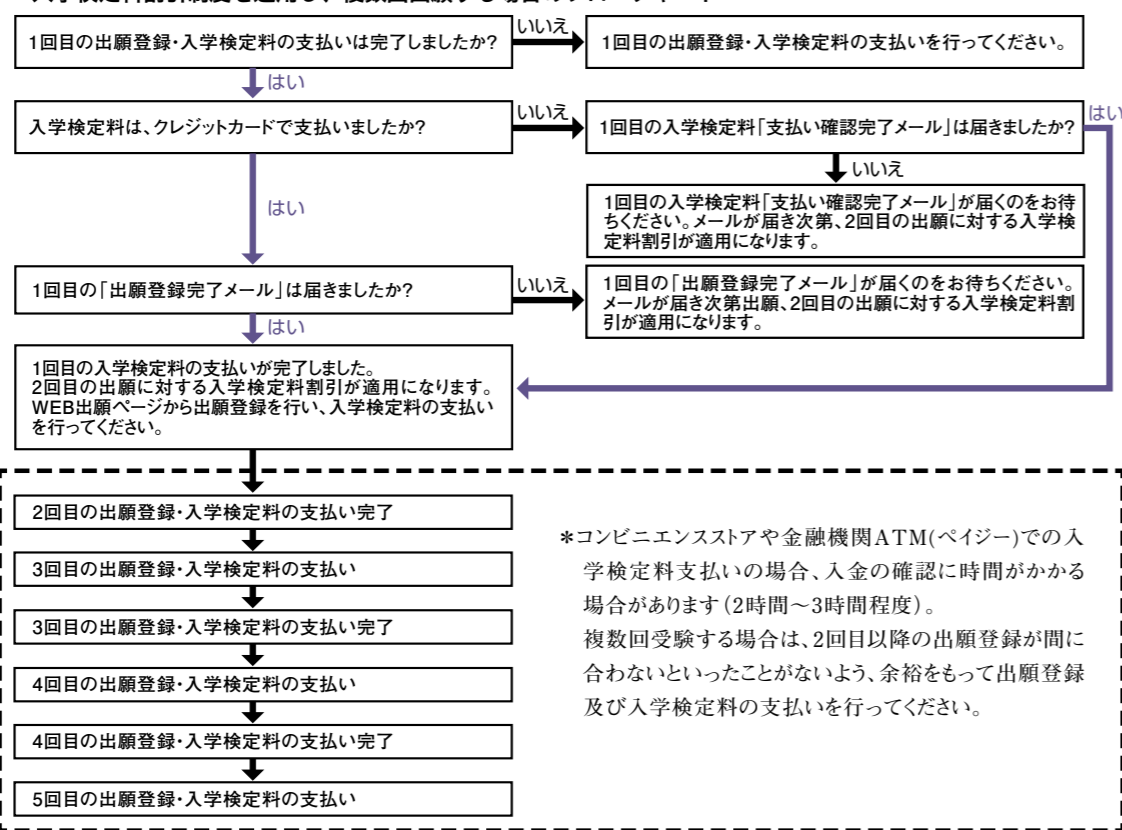 1回目の出願登録・入学検定料の支払いは完了しましたか?
いいえ
1回目の出願登録・入学検定料の支払いを行ってください。
はい
入学検定料は、クレジットカードで支払いましたか?
いいえ
1回目の入学検定料「支払い確認完了メール」は届きましたか?
はい
いいえ
はい
1回目の入学検定料「支払い確認完了メール」が届くのをお待
ちください。メールが届き次第、2回目の出願に対する入学検
定料割引が適用になります。
1回目の「出願登録完了メール」は届きましたか?
いいえ
1回目の「出願登録完了メール」が届くのをお待ちください。
メールが届き次第出願、2回目の出願に対する入学検定料割
引が適用になります。
はい
1回目の入学検定料の支払いが完了しました。
2回目の出願に対する入学検定料割引が適用になります。
WEB出願ページから出願登録を行い、入学検定料の支払い
を行ってください。
2回目の出願登録・入学検定料の支払い完了
3回目の出願登録・入学検定料の支払い
3回目の出願登録・入学検定料の支払い完了
4回目の出願登録・入学検定料の支払い
4回目の出願登録・入学検定料の支払い完了
5回目の出願登録・入学検定料の支払い
*コンビニエンスストアや金融機関ATM(ペイジー)での入
学検定料支払いの場合、入金の確認に時間がかかる
場合があります(2時間〜3時間程度)。
複数回受験する場合は、2回目以降の出願登録が間に
合わないといったことがないよう、余裕をもって出願登録
及び入学検定料の支払いを行ってください。